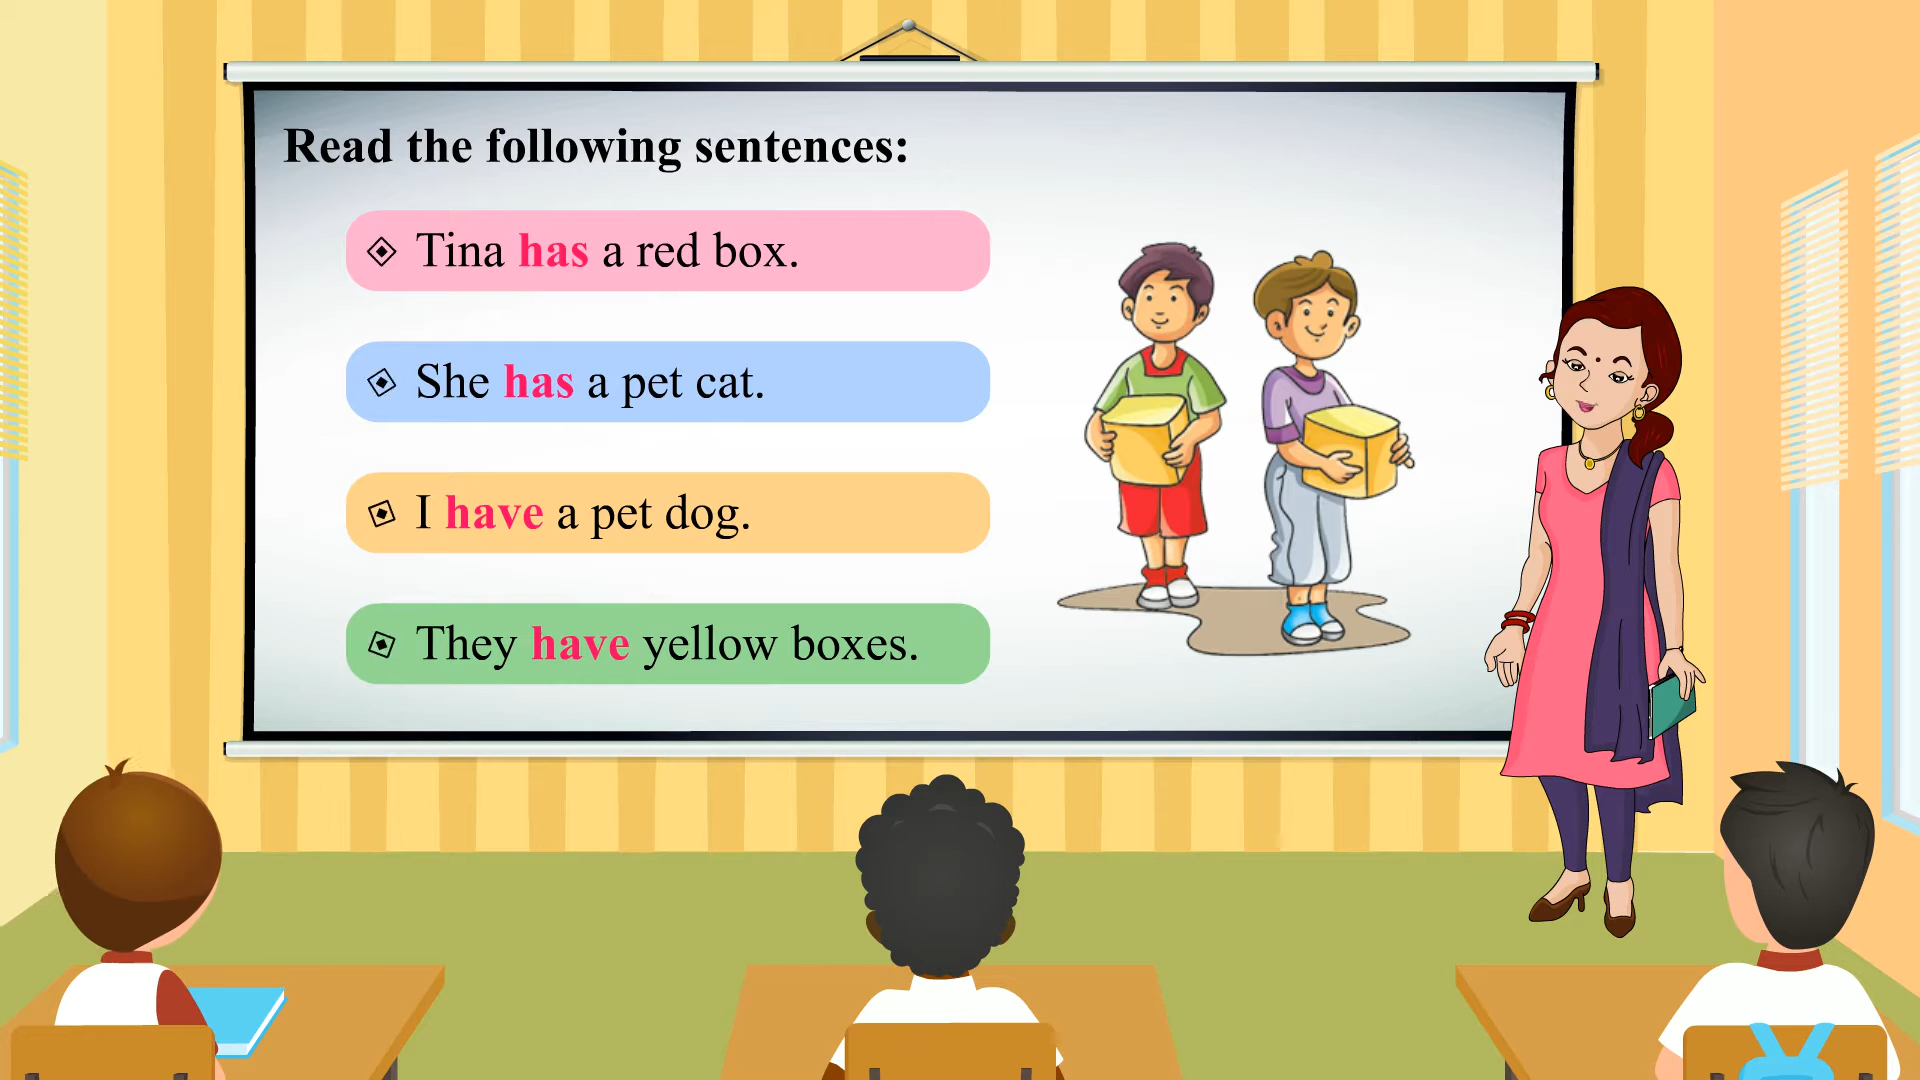 Read the following sentences:
Tina has a red box.
She has a pet cat.
I have a pet dog.
They have yellow boxes.